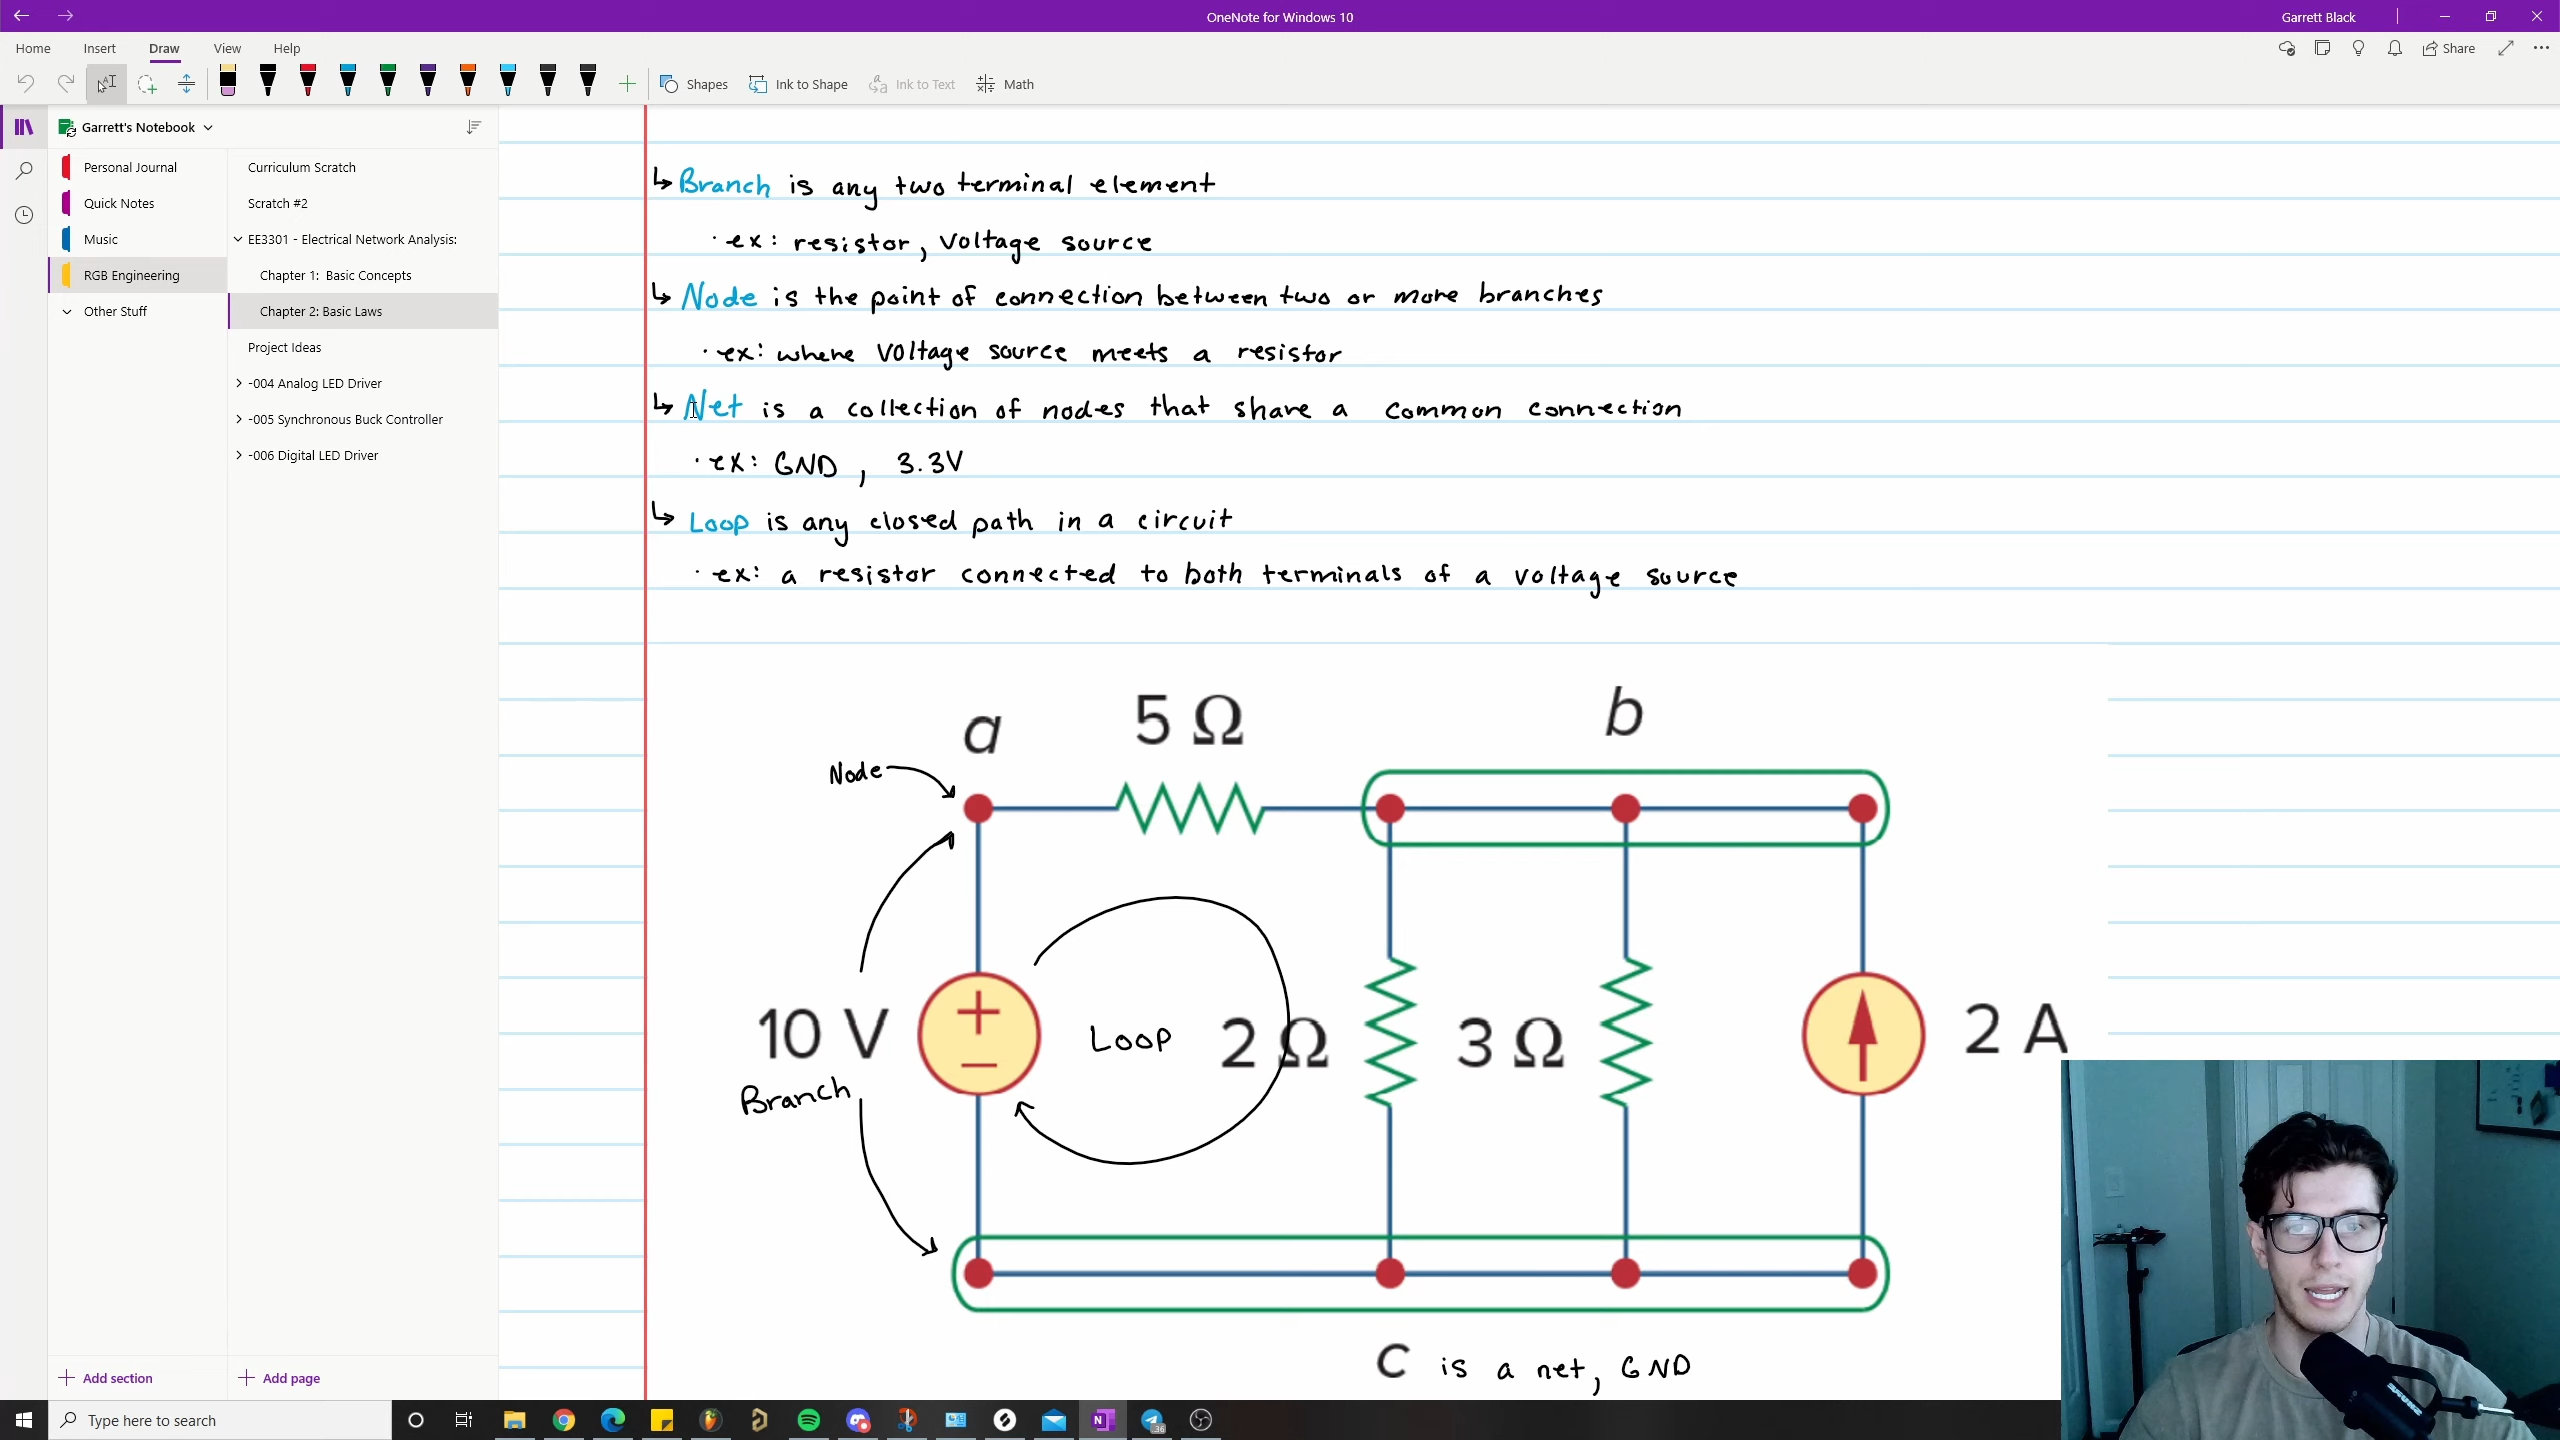 OneNote for Windows 10
Garrett Black
Home Insert Draw View Help
Share
Shapes Ink to Shape Ink to Text Math
Garrett's Notebook
Personal Journal
Quick Notes
Music
RGB Engineering
Other Stuff
Curriculum Scratch
Scratch #2
EE3301 - Electrical Network Analysis:
Chapter 1: Basic Concepts
Chapter 2: Basic Laws
Project Ideas
-004 Analog LED Driver
-005 Synchronous Buck Controller
-006 Digital LED Driver
↳ Branch is any two terminal element
· ex: resistor, voltage source
↳ Node is the point of connection between two or more branches
· ex: where voltage source meets a resistor
↳ Net is a collection of nodes that share a common connection
· ex: GND, 3.3V
↳ Loop is any closed path in a circuit
· ex: a resistor connected to both terminals of a voltage source
a
5 Ω
b
Node
10 V
+
−
Loop
2 Ω
3 Ω
2 A
Branch
c is a net, GND
Add section
Add page
Type here to search